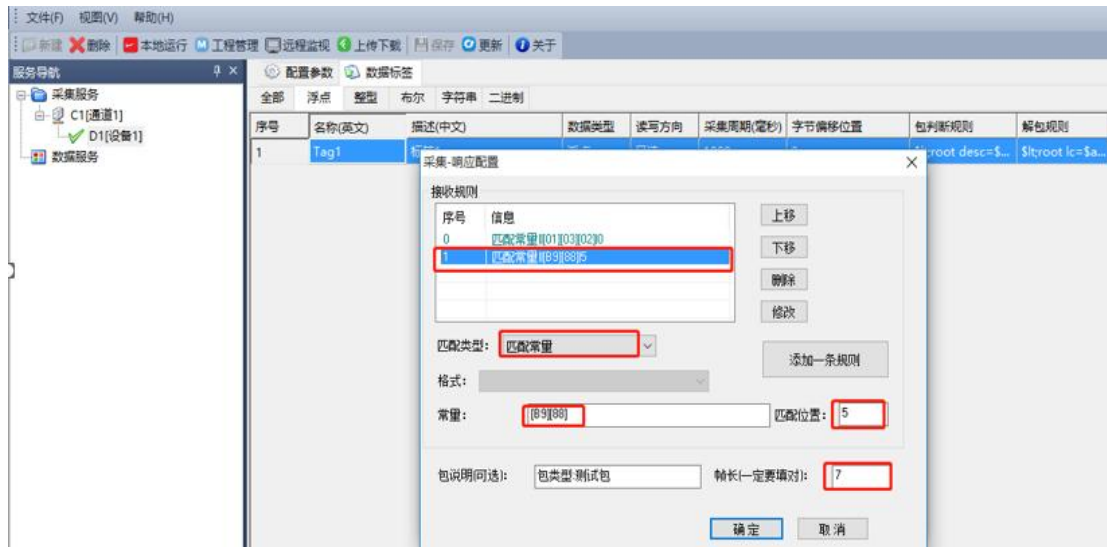 文件(F) 视图(V) 帮助(H)
新建 删除 本地运行 工程管理 远程监视 上传下载 保存 更新 关于
服务导航
采集服务
C1[通道1]
D1[设备1]
数据服务
配置参数 数据标签
全部 浮点 整型 布尔 字符串 二进制
序号 名称(英文) 描述(中文) 数据类型 读写方向 采集周期(毫秒) 字节偏移位置 包判断规则 解包规则
1 Tag1 root desc=$... $lt;root lc=$a...
采集-响应配置
接收规则
序号 信息
0 匹配常量|[01][03][02]|0
1 匹配常量|[B9][88]|5
上移
下移
删除
修改
匹配类型: 匹配常量
添加一条规则
格式:
常量: [B9][88] 匹配位置: 5
包说明(可选): 包类型:测试包 帧长(一定要填对): 7
确定 取消